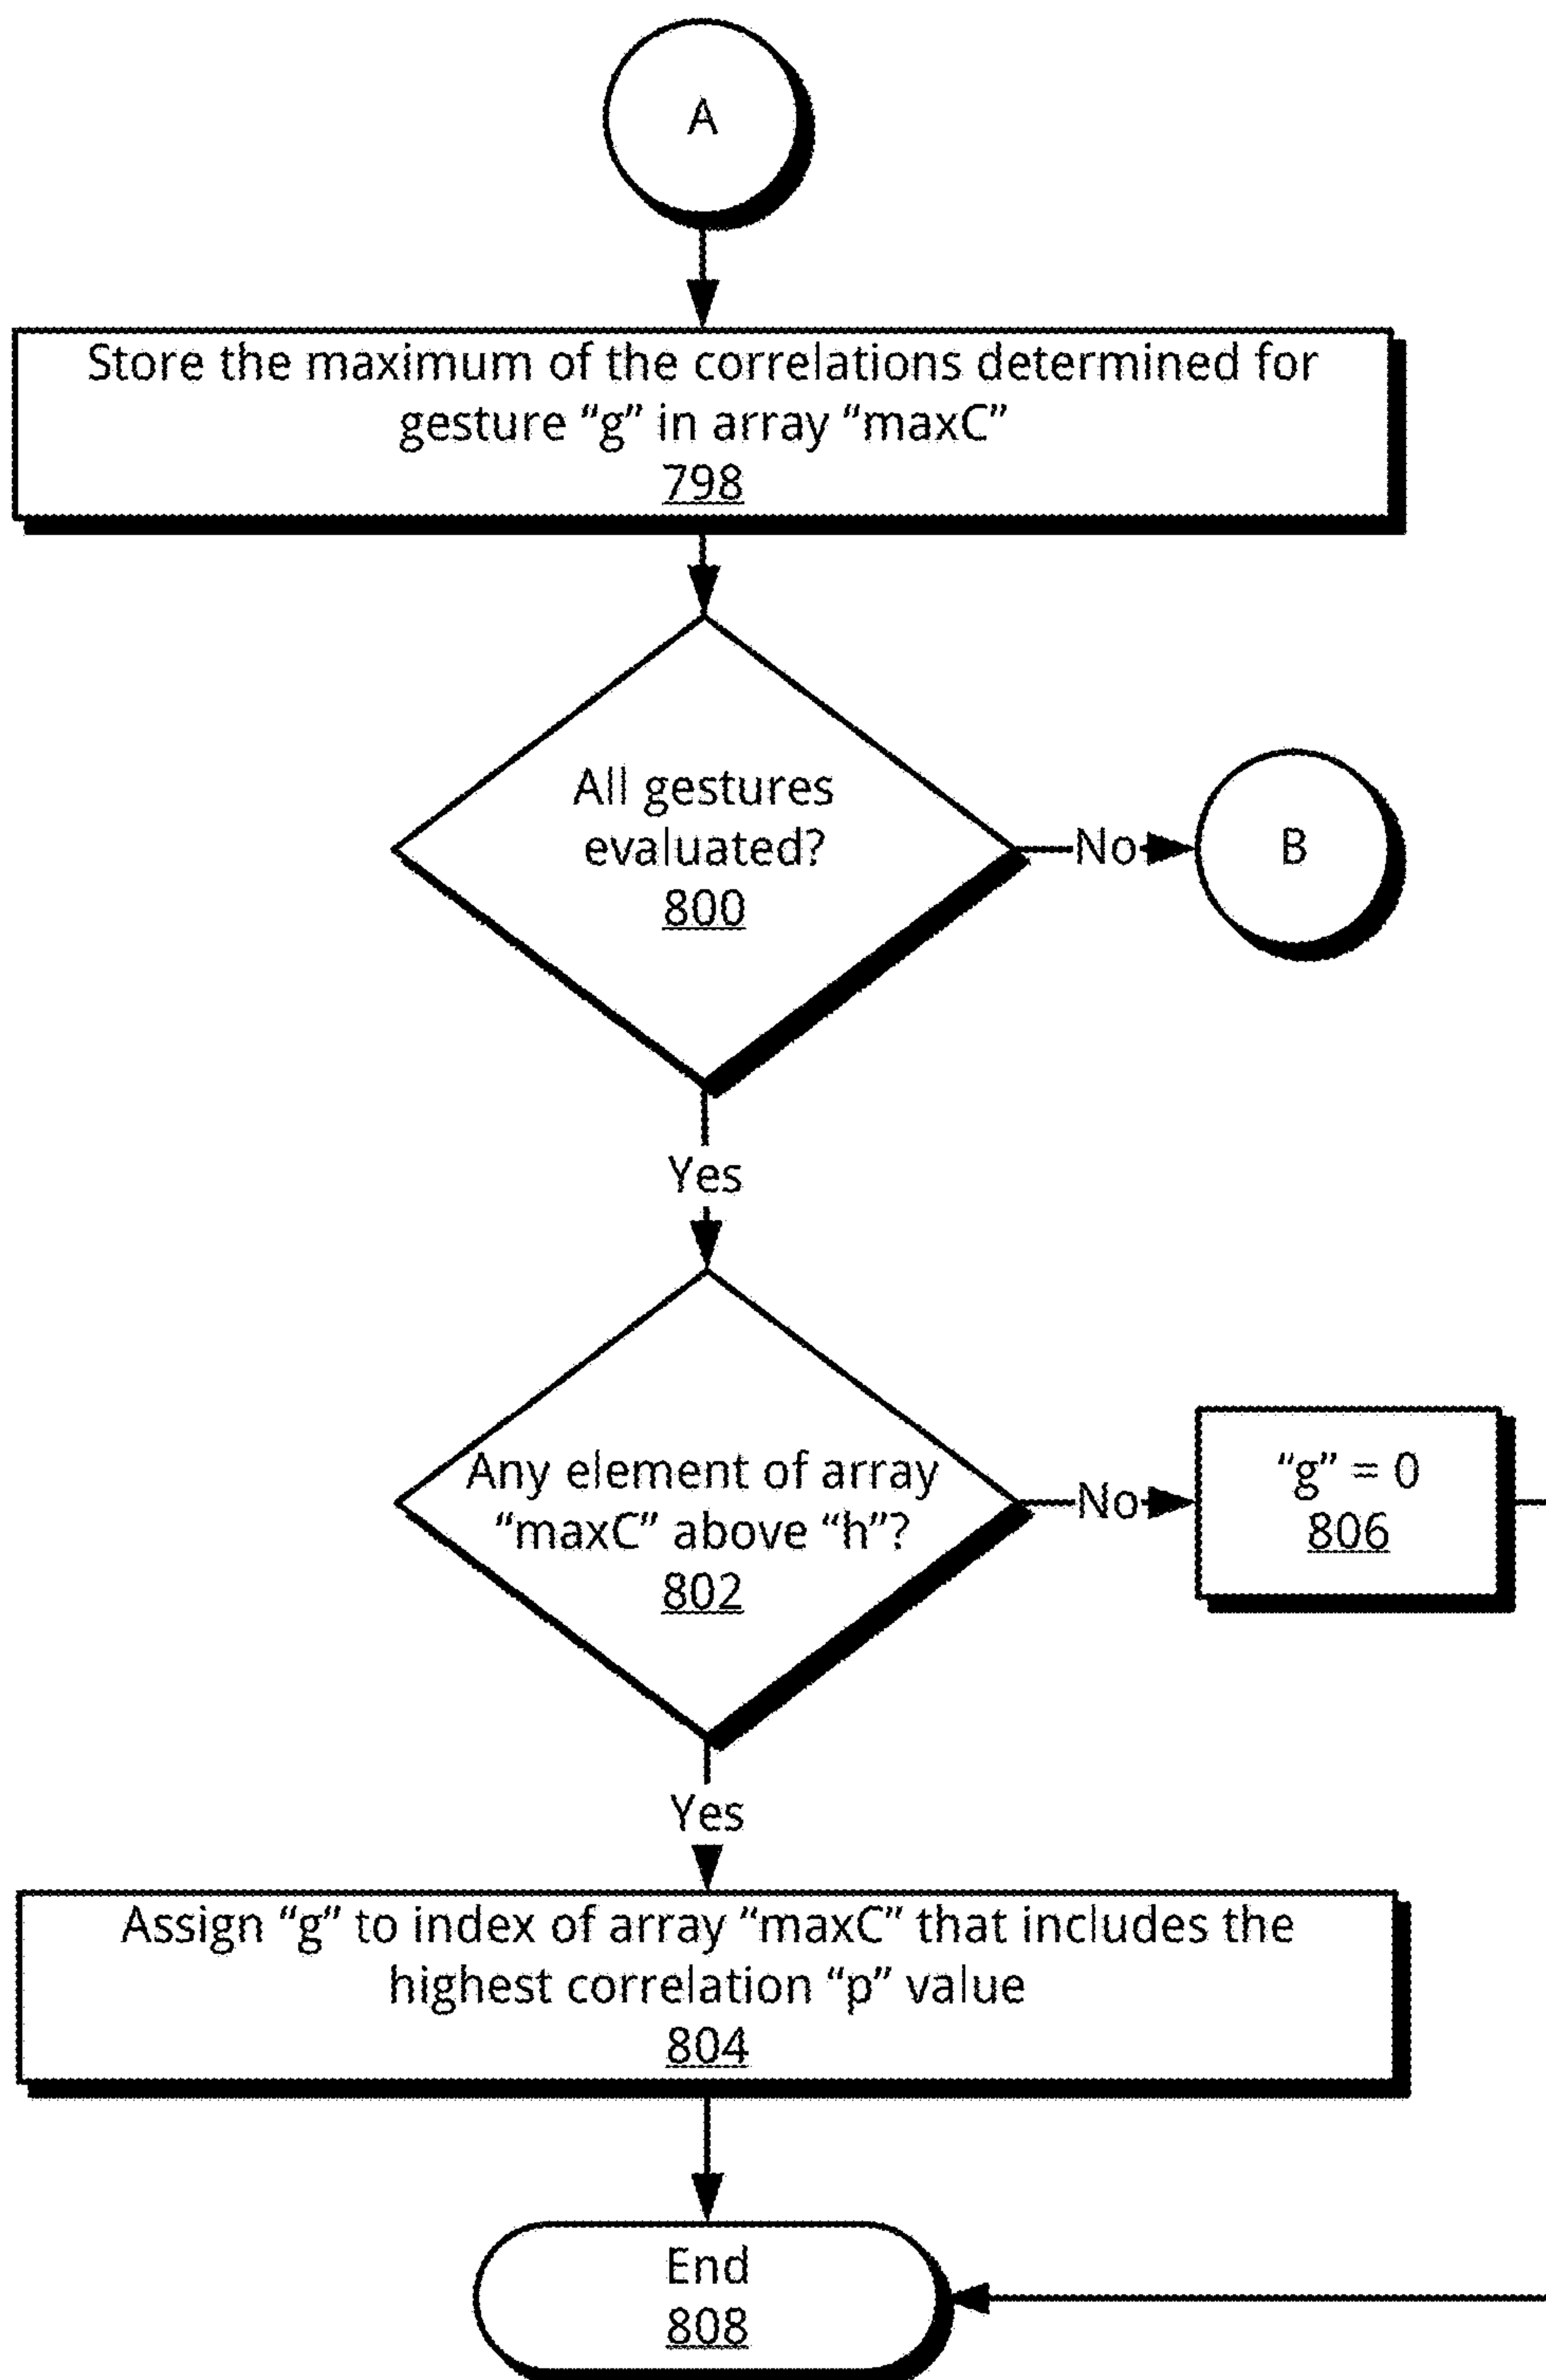 A
Store the maximum of the correlations determined for
gesture “g” in array “maxC”
798
All gestures
evaluated?
800
No
B
Yes
Any element of array
“maxC” above “h”?
802
No
“g” = 0
806
Yes
Assign “g” to index of array “maxC” that includes the
highest correlation “p” value
804
End
808